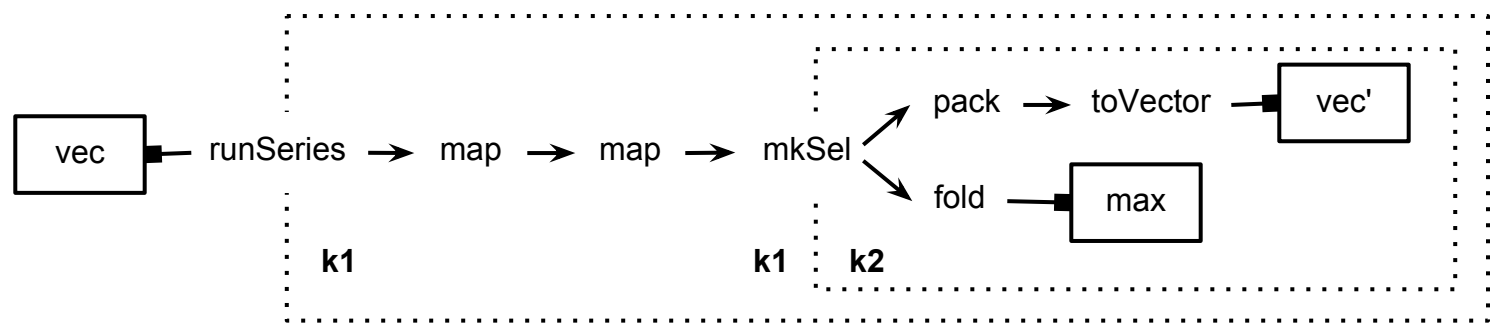 pack toVector vec'
vec runSeries map map mkSel
fold max
k1 k1 k2